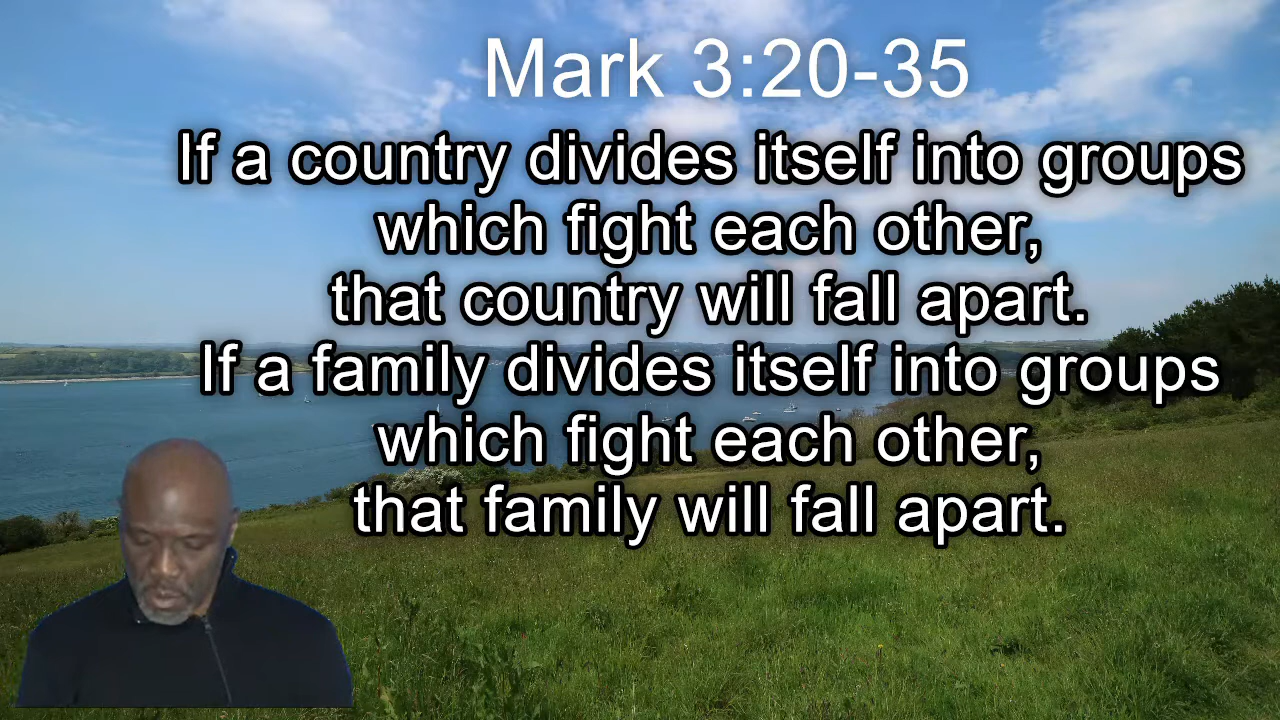 Mark 3:20-35
If a country divides itself into groups
which fight each other,
that country will fall apart.
If a family divides itself into groups
which fight each other,
that family will fall apart.